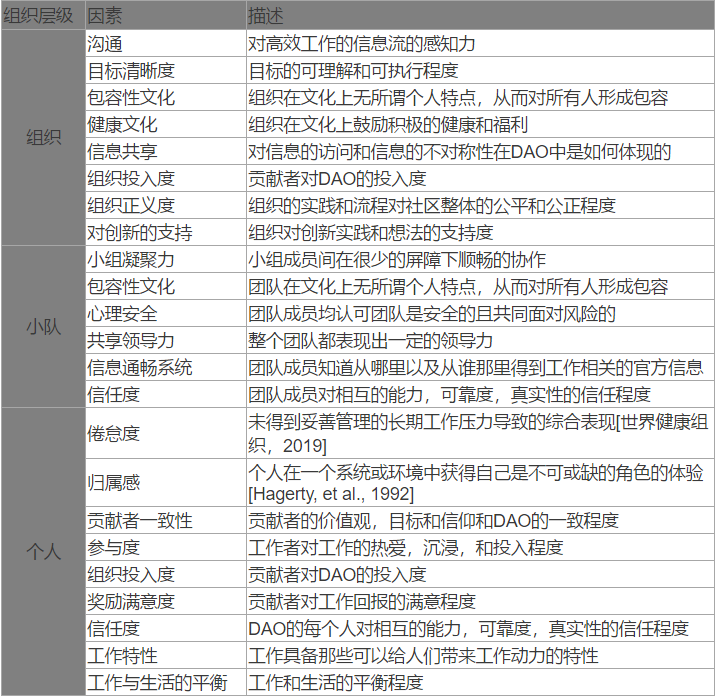 组织层级 因素 描述
组织
沟通 对高效工作的信息流的感知力
目标清晰度 目标的可理解和可执行程度
包容性文化 组织在文化上无所谓个人特点，从而对所有人形成包容
健康文化 组织在文化上鼓励积极的健康和福利
信息共享 对信息的访问和信息的不对称性在DAO中是如何体现的
组织投入度 贡献者对DAO的投入度
组织正义度 组织的实践和流程对社区整体的公平和公正程度
对创新的支持 组织对创新实践和想法的支持度
小队
小组凝聚力 小组成员间在很少的屏障下顺畅的协作
包容性文化 团队在文化上无所谓个人特点，从而对所有人形成包容
心理安全 团队成员均认可团队是安全的且共同面对风险的
共享领导力 整个团队都表现出一定的领导力
信息通畅系统 团队成员知道从哪里以及从谁那里得到工作相关的官方信息
信任度 团队成员对相互的能力，可靠度，真实性的信任程度
个人
倦怠度 未得到妥善管理的长期工作压力导致的综合表现[世界健康组
织，2019]
归属感 个人在一个系统或环境中获得自己是不可或缺的角色的体验
[Hagerty, et al., 1992]
贡献者一致性 贡献者的价值观，目标和信仰和DAO的一致程度
参与度 工作者对工作的热爱，沉浸，和投入程度
组织投入度 贡献者对DAO的投入度
奖励满意度 贡献者对工作回报的满意程度
信任度 DAO的每个人对相互的能力，可靠度，真实性的信任程度
工作特性 工作具备那些可以给人们带来工作动力的特性
工作与生活的平衡 工作和生活的平衡程度